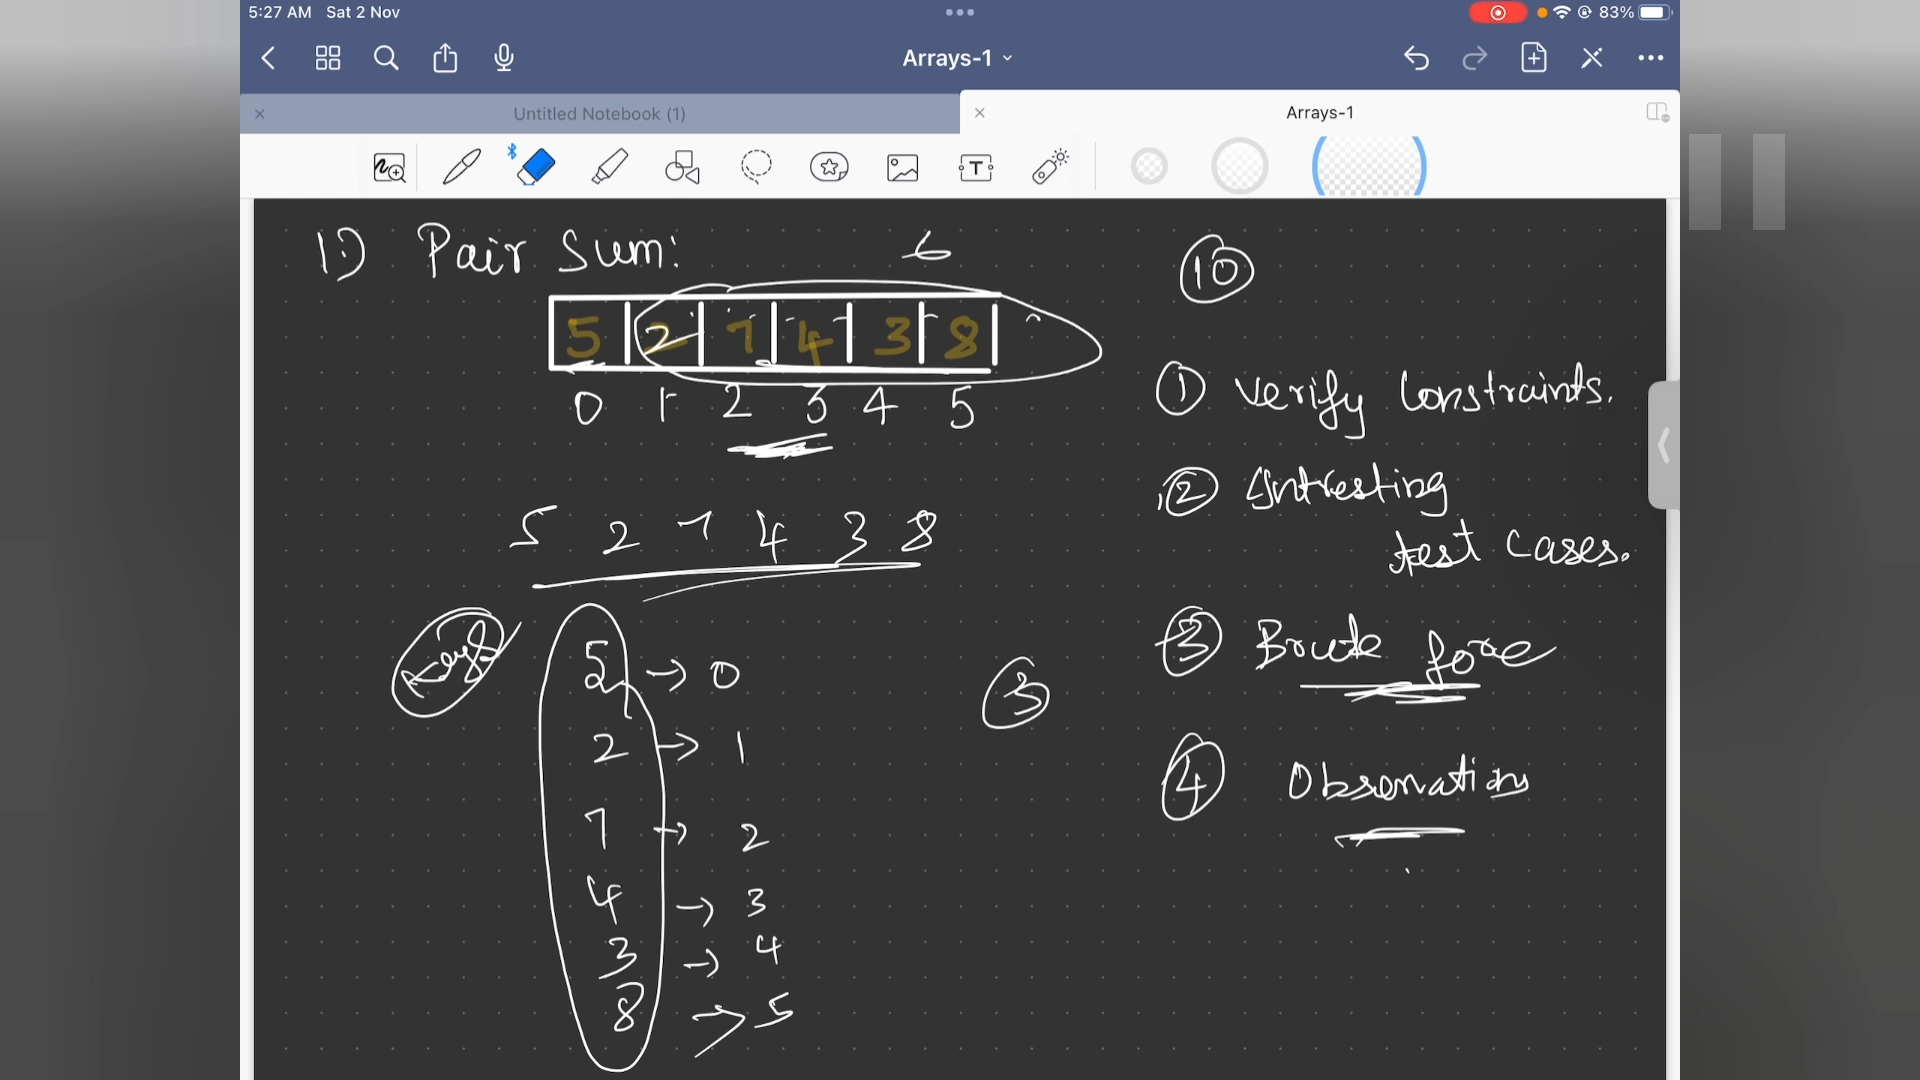 5:27 AM Sat 2 Nov
83%
Arrays-1
Untitled Notebook (1)
Arrays-1
T
1) Pair Sum:
6
10
5 2 7 4 3 8
0 1 2 3 4 5
5 2 7 4 3 8
1 Verify Constraints.
2 Intresting
test Cases.
3 Brute force
4 Observations
keys
5 → 0
2 → 1
7 → 2
4 → 3
3 → 4
8 → 5
3